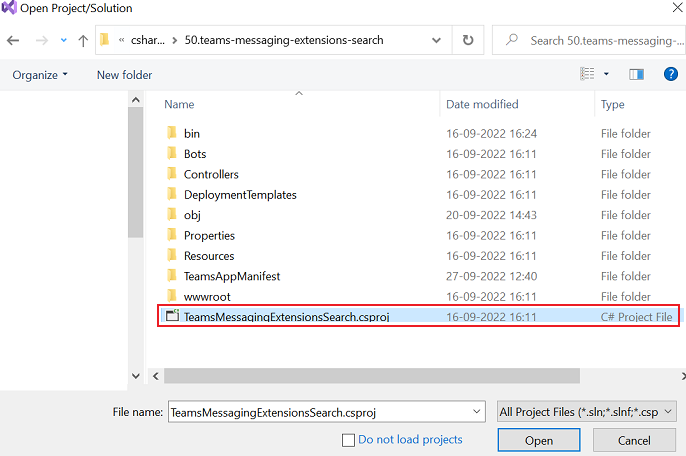 Open Project/Solution
« cshar... > 50.teams-messaging-extensions-search
Search 50.teams-messaging-...
Organize New folder
Name Date modified Type
bin 16-09-2022 16:24 File folder
Bots 16-09-2022 16:11 File folder
Controllers 16-09-2022 16:11 File folder
DeploymentTemplates 16-09-2022 16:11 File folder
obj 20-09-2022 14:43 File folder
Properties 16-09-2022 16:11 File folder
Resources 16-09-2022 16:11 File folder
TeamsAppManifest 27-09-2022 12:40 File folder
wwwroot 16-09-2022 16:11 File folder
TeamsMessagingExtensionsSearch.csproj 16-09-2022 16:11 C# Project File
File name: TeamsMessagingExtensionsSearch.csproj All Project Files (*.sln;*.slnf;*.csp
Do not load projects Open Cancel